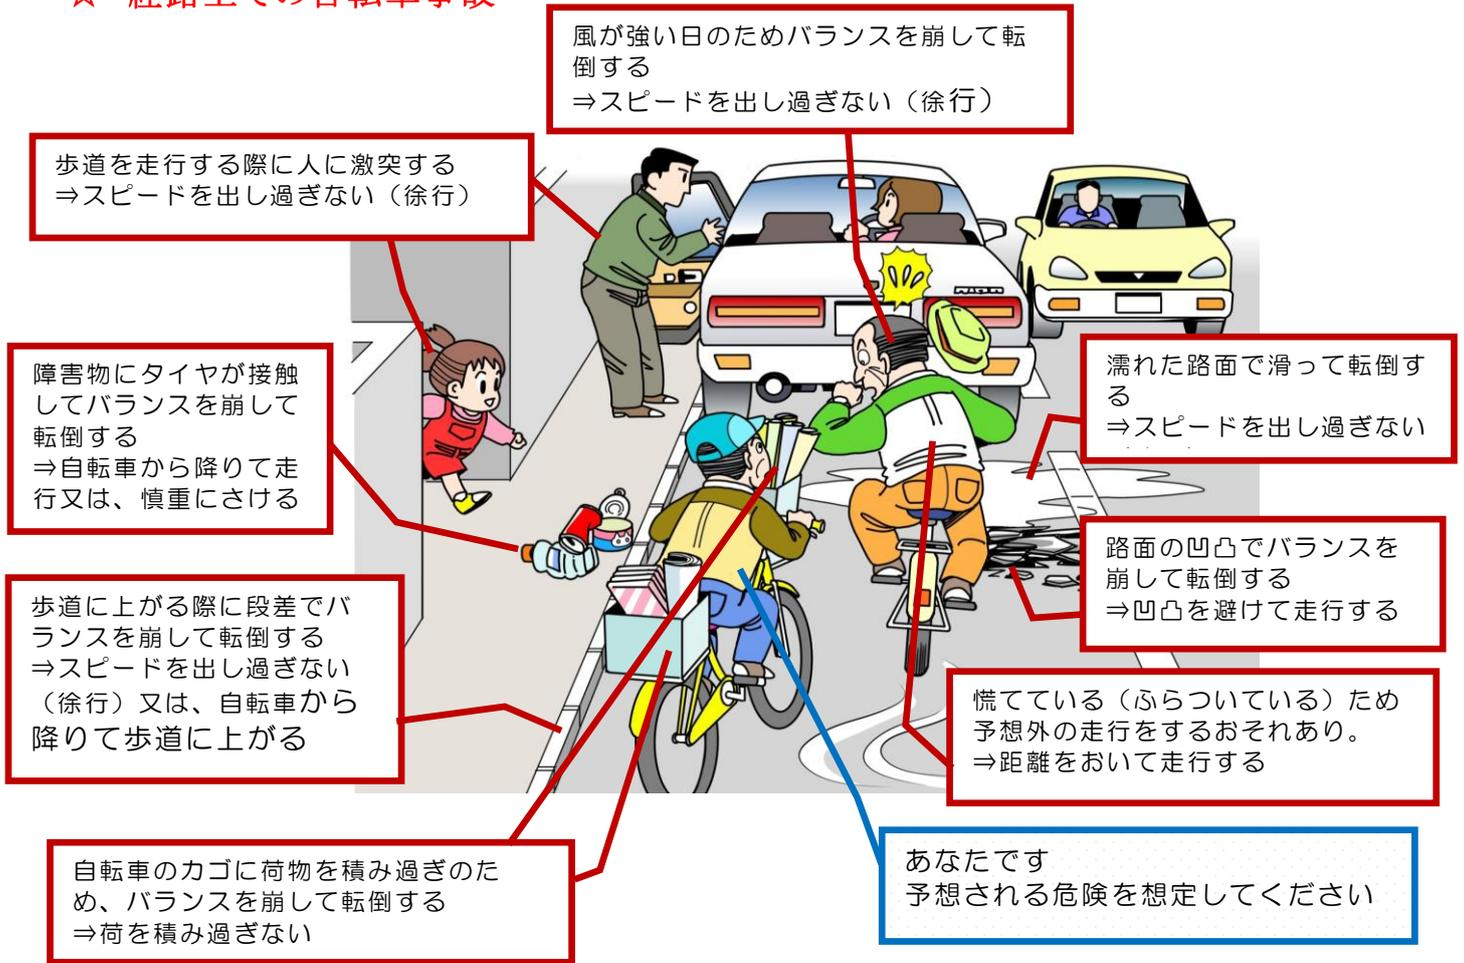 風が強い日のためバランスを崩して転
倒する
⇒スピードを出し過ぎない（徐行）
歩道を走行する際に人に激突する
⇒スピードを出し過ぎない（徐行）
障害物にタイヤが接触
してバランスを崩して
転倒する
⇒自転車から降りて走
行又は、慎重にさける
濡れた路面で滑って転倒す
る
⇒スピードを出し過ぎない
路面の凹凸でバランスを
崩して転倒する
⇒凹凸を避けて走行する
歩道に上がる際に段差でバ
ランスを崩して転倒する
⇒スピードを出し過ぎない
（徐行）又は、自転車から
降りて歩道に上がる
慌てている（ふらついている）ため
予想外の走行をするおそれあり。
⇒距離をおいて走行する
自転車のカゴに荷物を積み過ぎのた
め、バランスを崩して転倒する
⇒荷を積み過ぎない
あなたです
予想される危険を想定してください